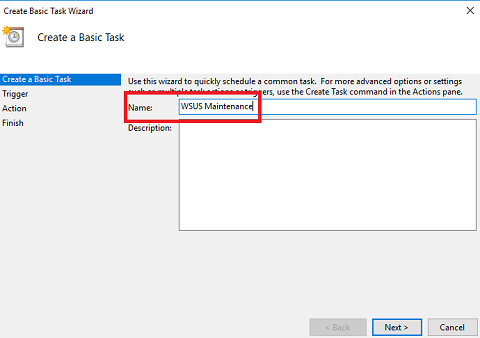 Create Basic Task Wizard
Create a Basic Task
Create a Basic Task
Trigger
Action
Finish
Use this wizard to quickly schedule a common task. For more advanced options or settings
such as multiple task actions or triggers, use the Create Task command in the Actions pane.
Name:
WSUS Maintenance
Description:
< Back
Next >
Cancel